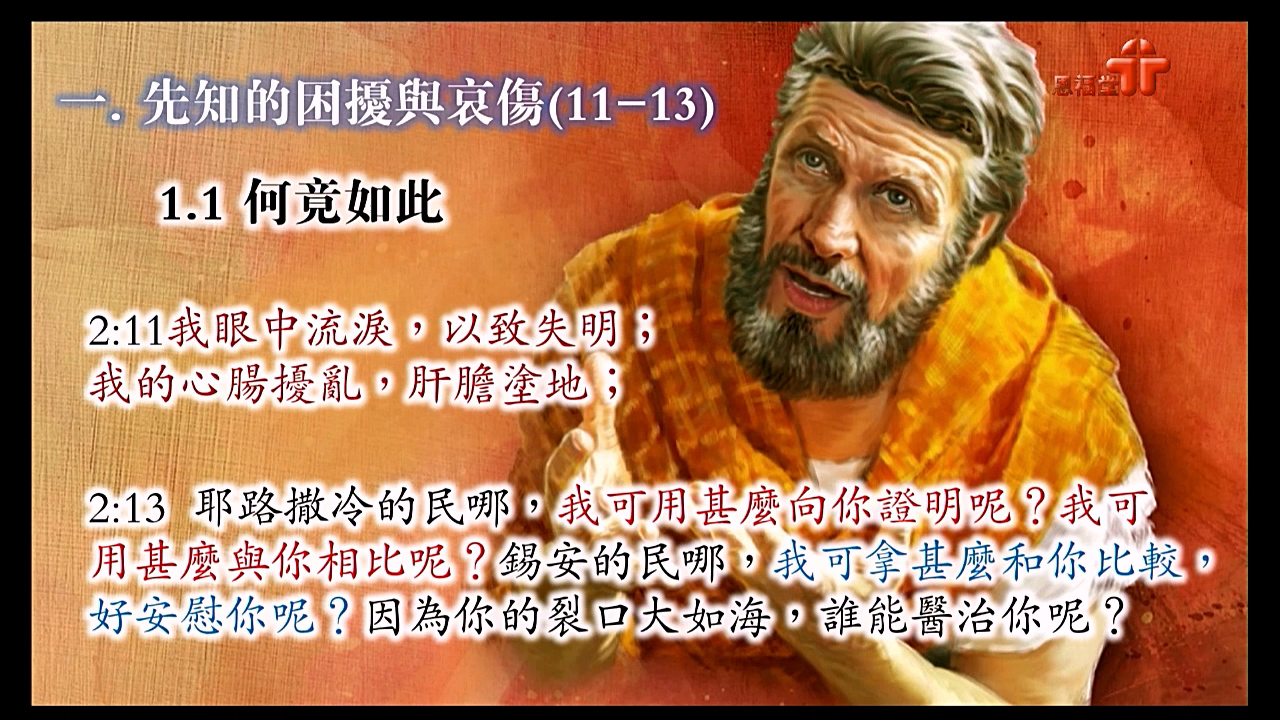 恩福堂
一. 先知的困擾與哀傷(11-13)
1.1 何竟如此
2:11我眼中流淚，以致失明；
我的心腸擾亂，肝膽塗地；
2:13 耶路撒冷的民哪，我可用甚麼向你證明呢？我可
用甚麼與你相比呢？錫安的民哪，我可拿甚麼和你比較，
好安慰你呢？因為你的裂口大如海，誰能醫治你呢？